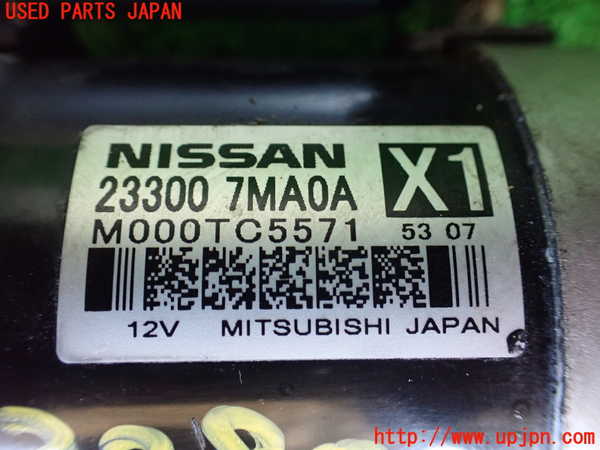 USED PARTS JAPAN
NISSAN
23300 7MA0A X1
M000TC5571 53 07
12V MITSUBISHI JAPAN
http://www.upjpn.com/